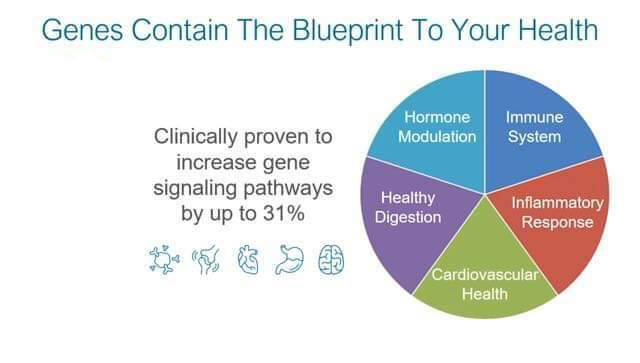 Genes Contain The Blueprint To Your Health
Clinically proven to
increase gene
signaling pathways
by up to 31%
Hormone
Modulation
Immune
System
Healthy
Digestion
Inflammatory
Response
Cardiovascular
Health